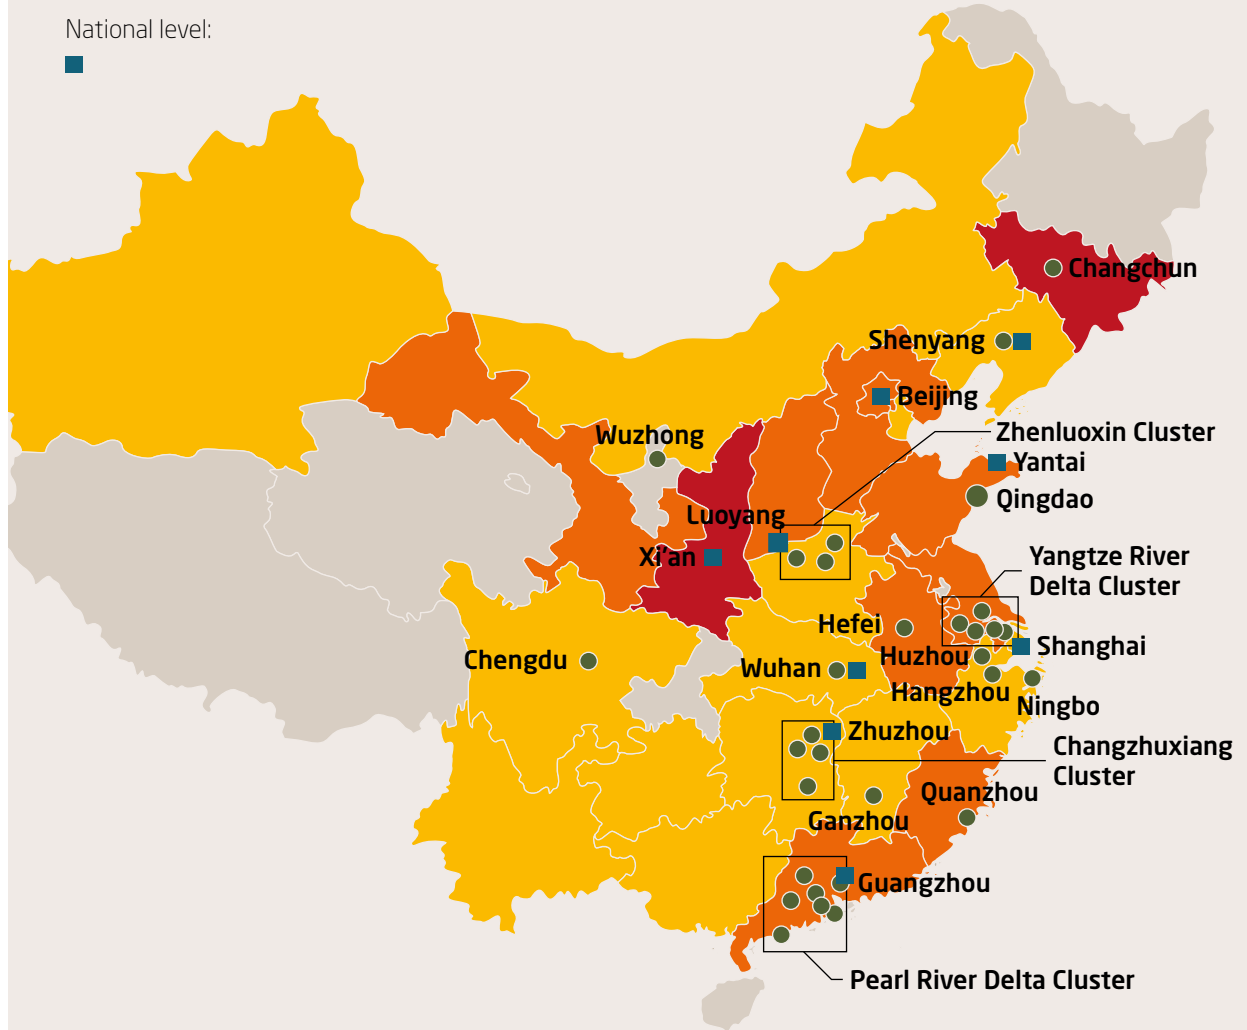 National level:
Changchun
Shenyang
Beijing
Wuzhong
Zhenluoxin Cluster
Yantai
Qingdao
Luoyang
Xi'an
Yangtze River
Delta Cluster
Hefei
Shanghai
Huzhou
Chengdu
Wuhan
Hangzhou
Ningbo
Zhuzhou
Changzhuxiang
Cluster
Quanzhou
Ganzhou
Guangzhou
Pearl River Delta Cluster